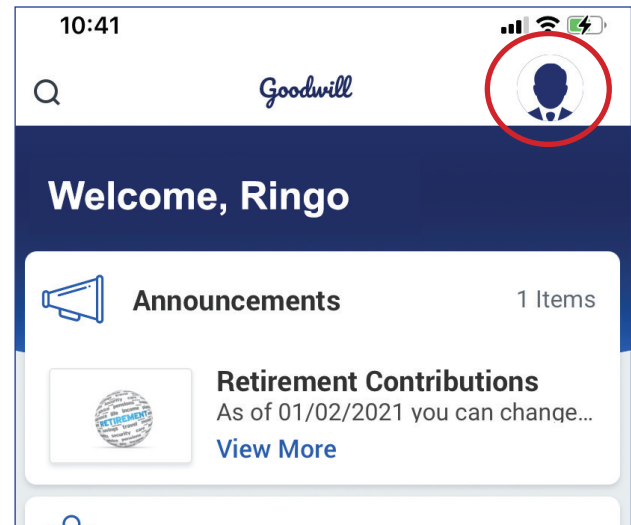 10:41
Goodwill
Welcome, Ringo
Announcements 1 Items
RETIREMENT
Retirement Contributions
As of 01/02/2021 you can change...
View More